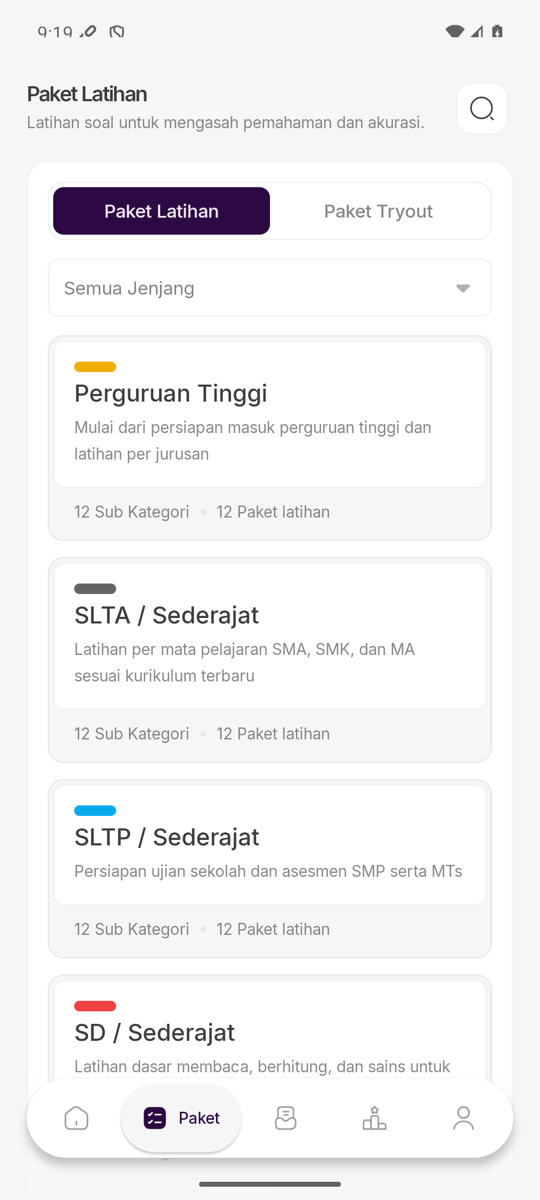 9:19
Paket Latihan
Latihan soal untuk mengasah pemahaman dan akurasi.
Paket Latihan
Paket Tryout
Semua Jenjang
Perguruan Tinggi
Mulai dari persiapan masuk perguruan tinggi dan
latihan per jurusan
12 Sub Kategori • 12 Paket latihan
SLTA / Sederajat
Latihan per mata pelajaran SMA, SMK, dan MA
sesuai kurikulum terbaru
12 Sub Kategori • 12 Paket latihan
SLTP / Sederajat
Persiapan ujian sekolah dan asesmen SMP serta MTs
12 Sub Kategori • 12 Paket latihan
SD / Sederajat
Latihan dasar membaca, berhitung, dan sains untuk
Paket